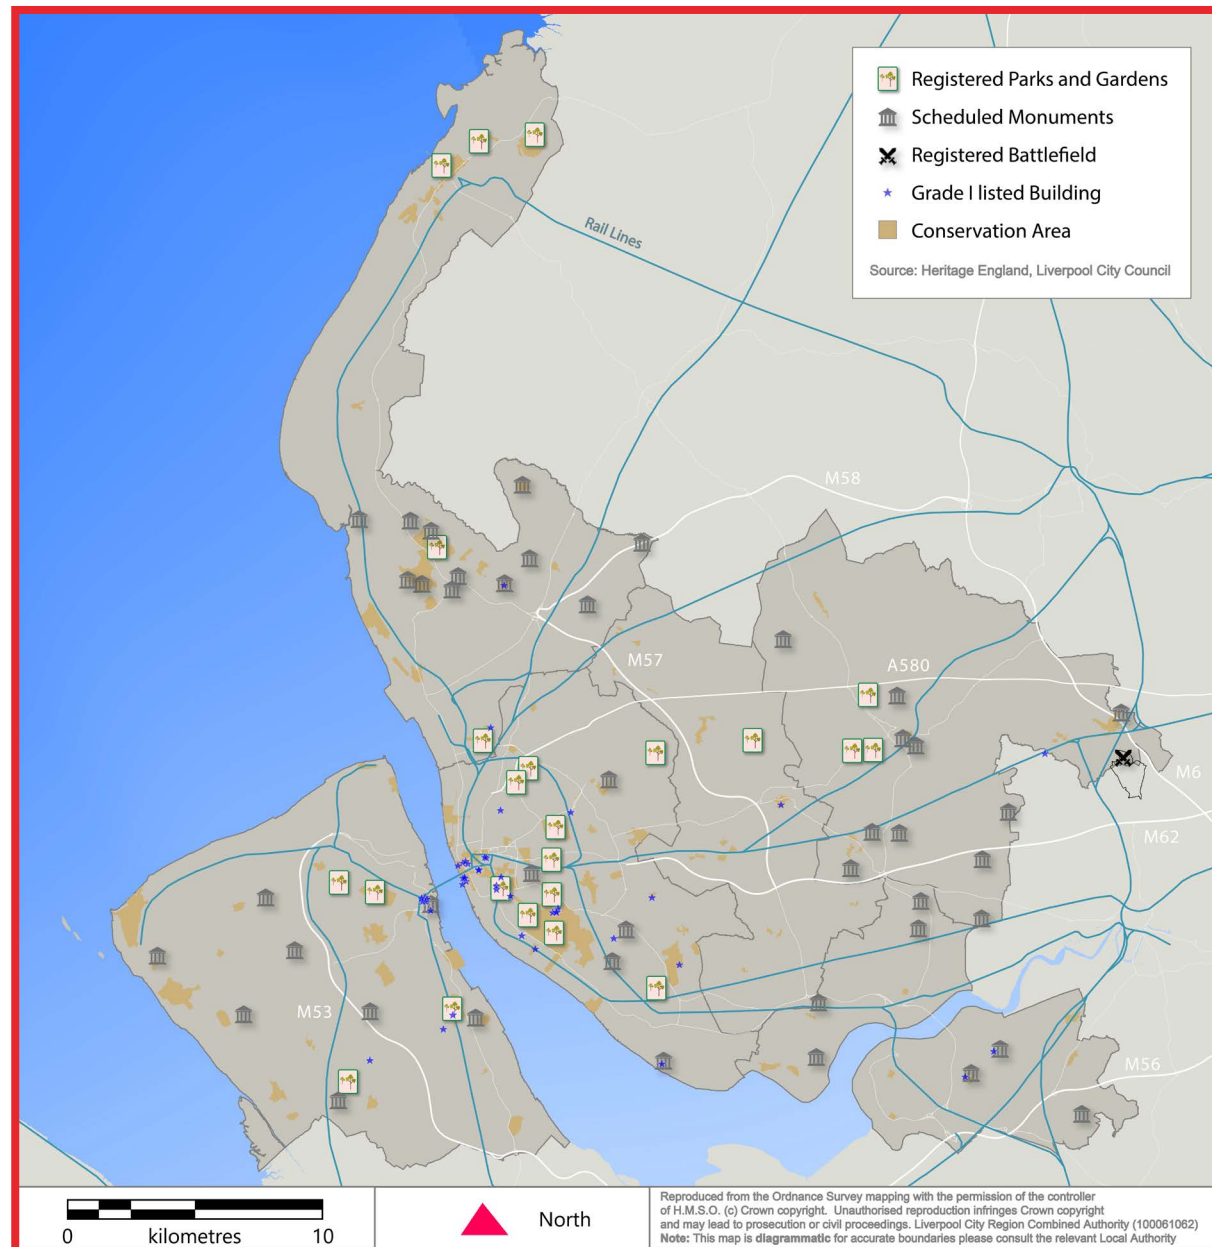 Registered Parks and Gardens
Scheduled Monuments
Registered Battlefield
Grade I listed Building
Conservation Area
Source: Heritage England, Liverpool City Council
Rail Lines
M58
M57
A580
M6
M62
M53
M56
0 kilometres 10
North
Reproduced from the Ordnance Survey mapping with the permission of the controller
of H.M.S.O. (c) Crown copyright. Unauthorised reproduction infringes Crown copyright
and may lead to prosecution or civil proceedings. Liverpool City Region Combined Authority (100061062)
Note: This map is diagrammatic for accurate boundaries please consult the relevant Local Authority